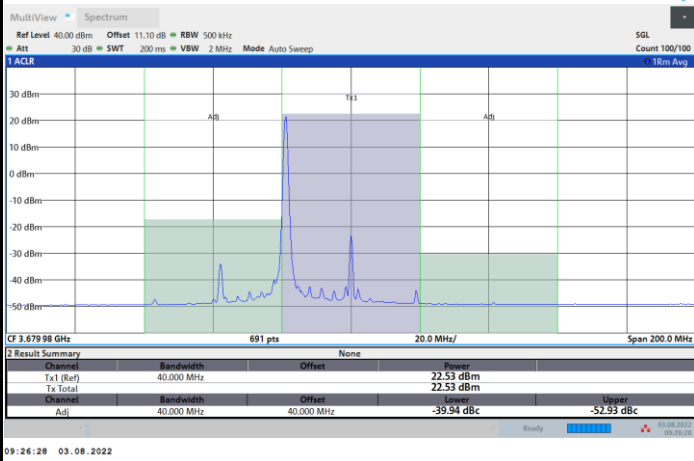 MultiView Spectrum
Ref Level 40.00 dBm Offset 11.10 dB RBW 500 kHz SGL
Att 30 dB SWT 200 ms VBW 2 MHz Mode Auto Sweep Count 100/100
1 ACLR 1Rm Avg
30 dBm
Tx1
20 dBm
Adj Adj
10 dBm
0 dBm
-10 dBm
-20 dBm
-30 dBm
-40 dBm
-50 dBm
CF 3.67998 GHz 691 pts 20.0 MHz/ Span 200.0 MHz
2 Result Summary None
Channel Bandwidth Offset Power
Tx1 (Ref) 40.000 MHz 22.53 dBm
Tx Total 22.53 dBm
Channel Bandwidth Offset Lower Upper
Adj 40.000 MHz 40.000 MHz -39.94 dBc -52.93 dBc
Ready 03.08.2022
09:26:28
09:26:28 03.08.2022